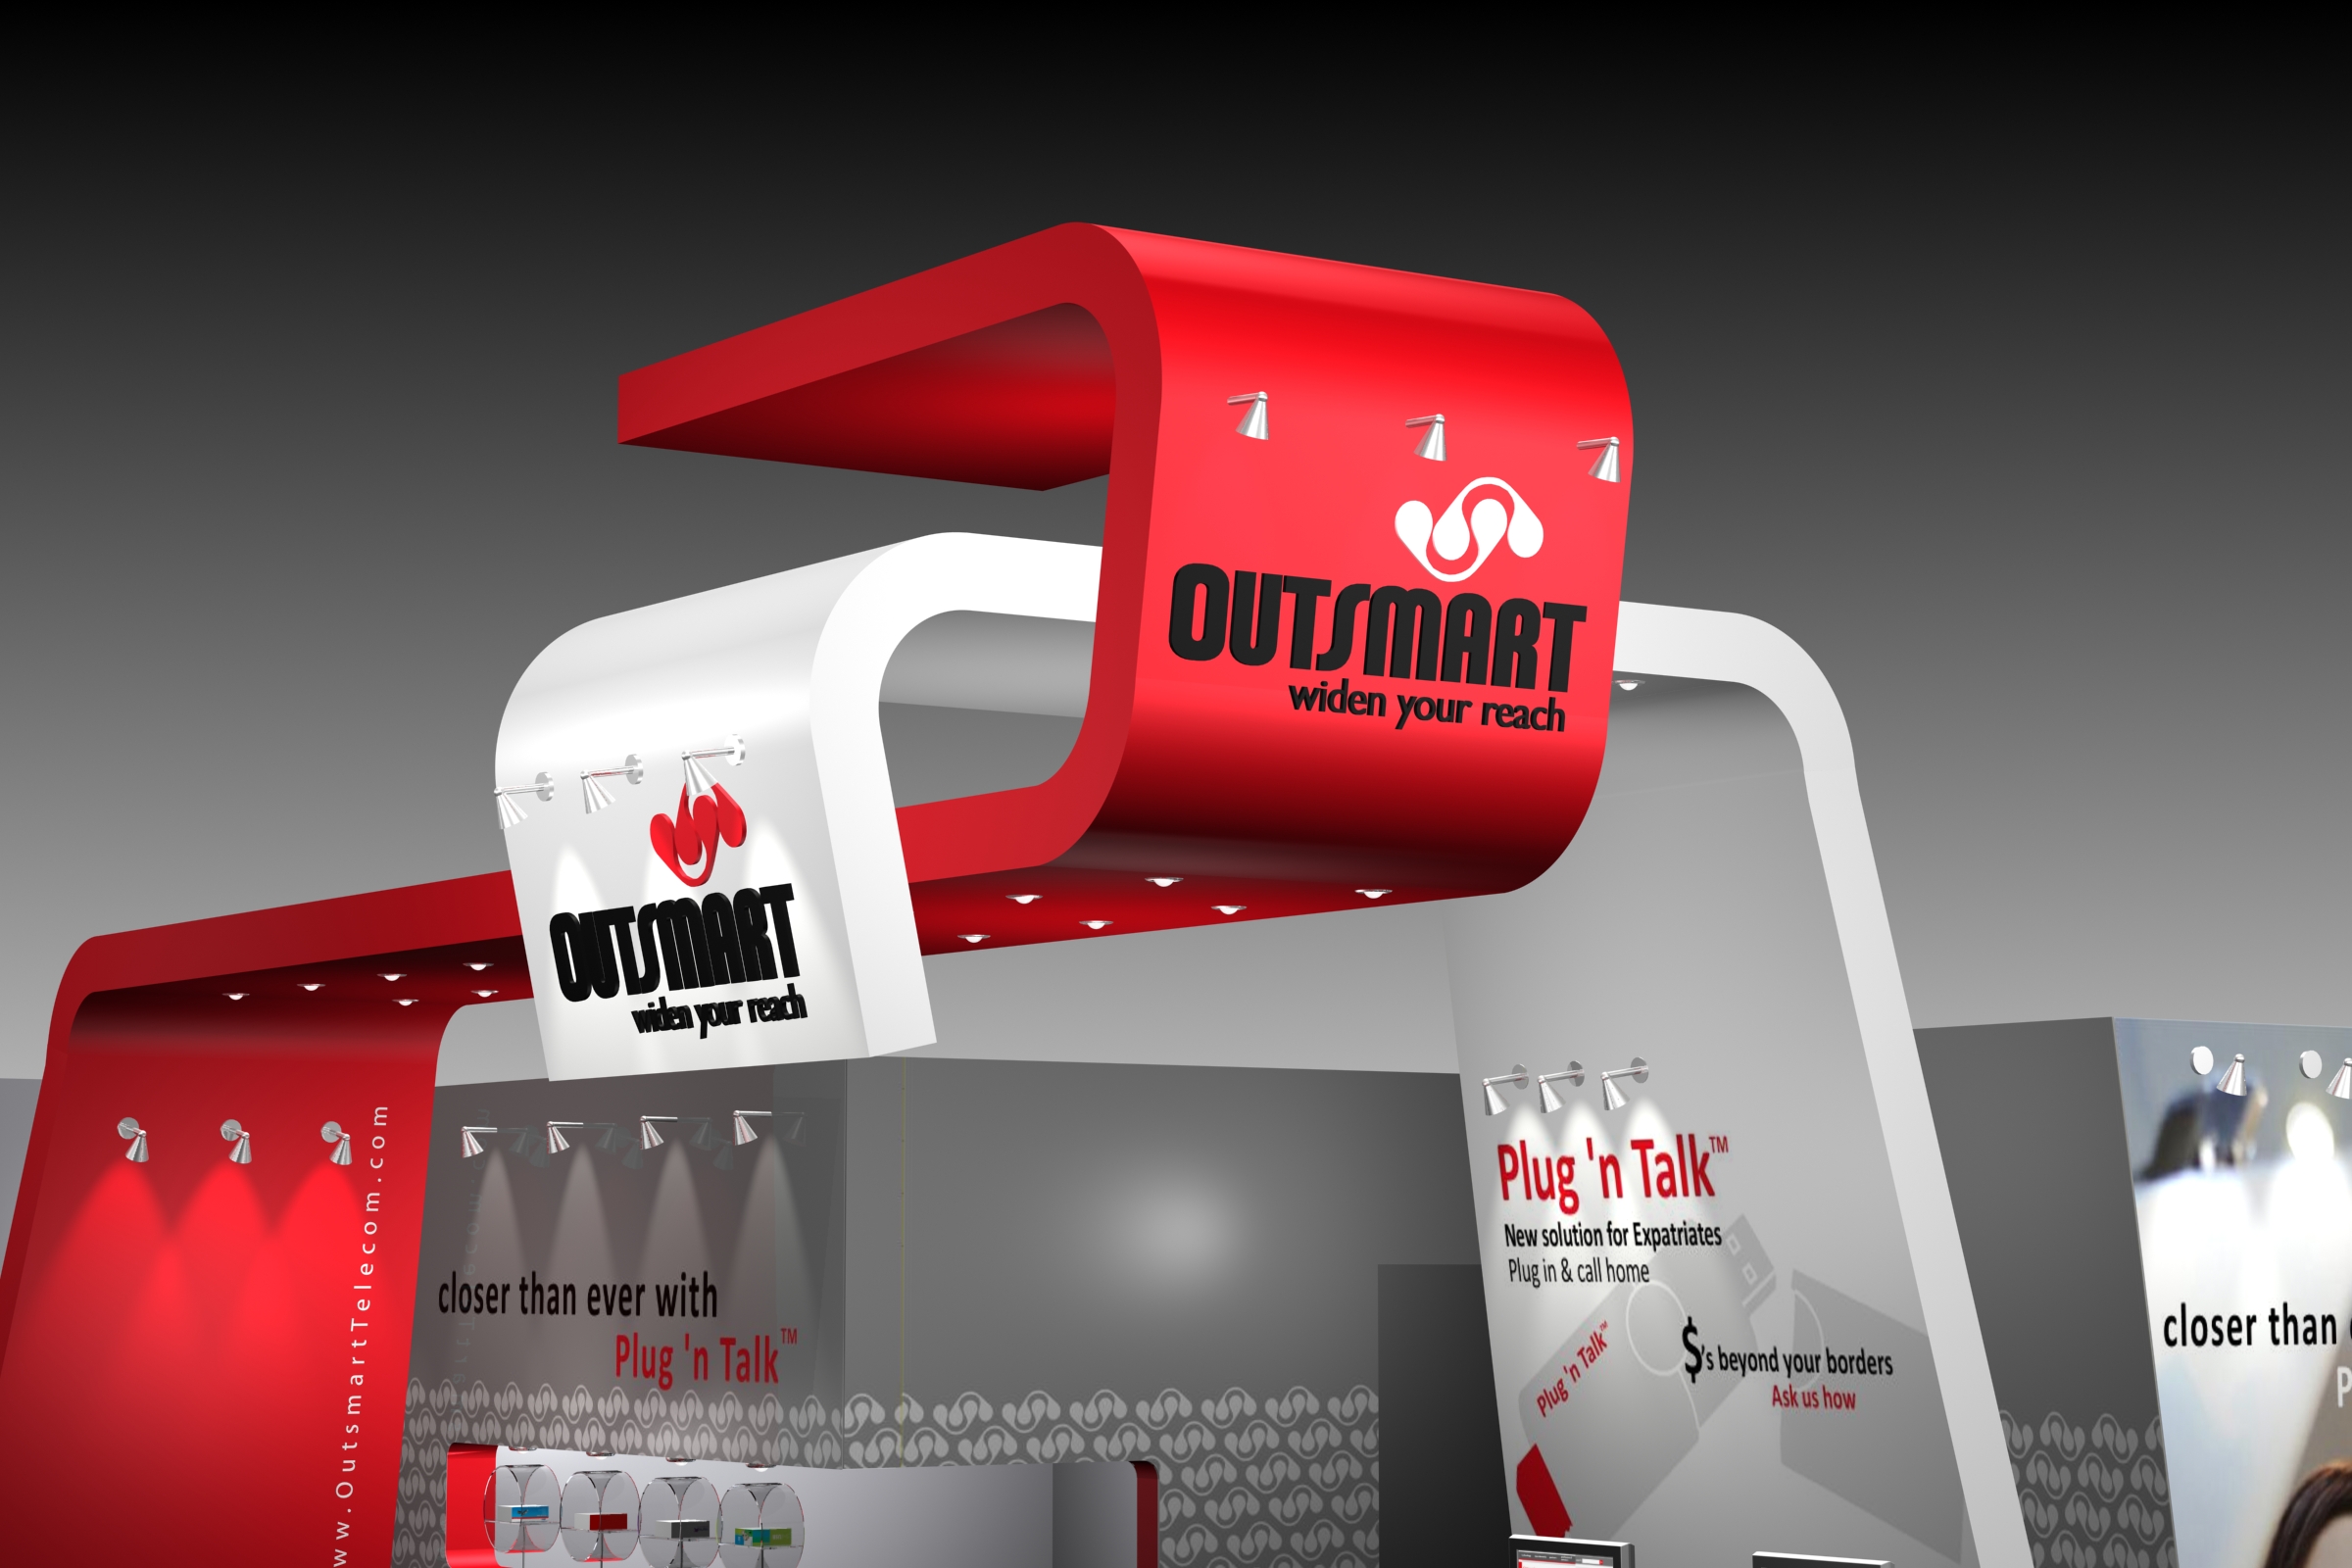 OUTSMART
widen your reach
OUTSMART
widen your reach
w.OutsmartTelecom.com
closer than ever with
Plug 'n Talk™
Plug 'n Talk™
New solution for Expatriates
Plug in & call home
Plug 'n Talk™
$'s beyond your borders
Ask us how
closer than
P